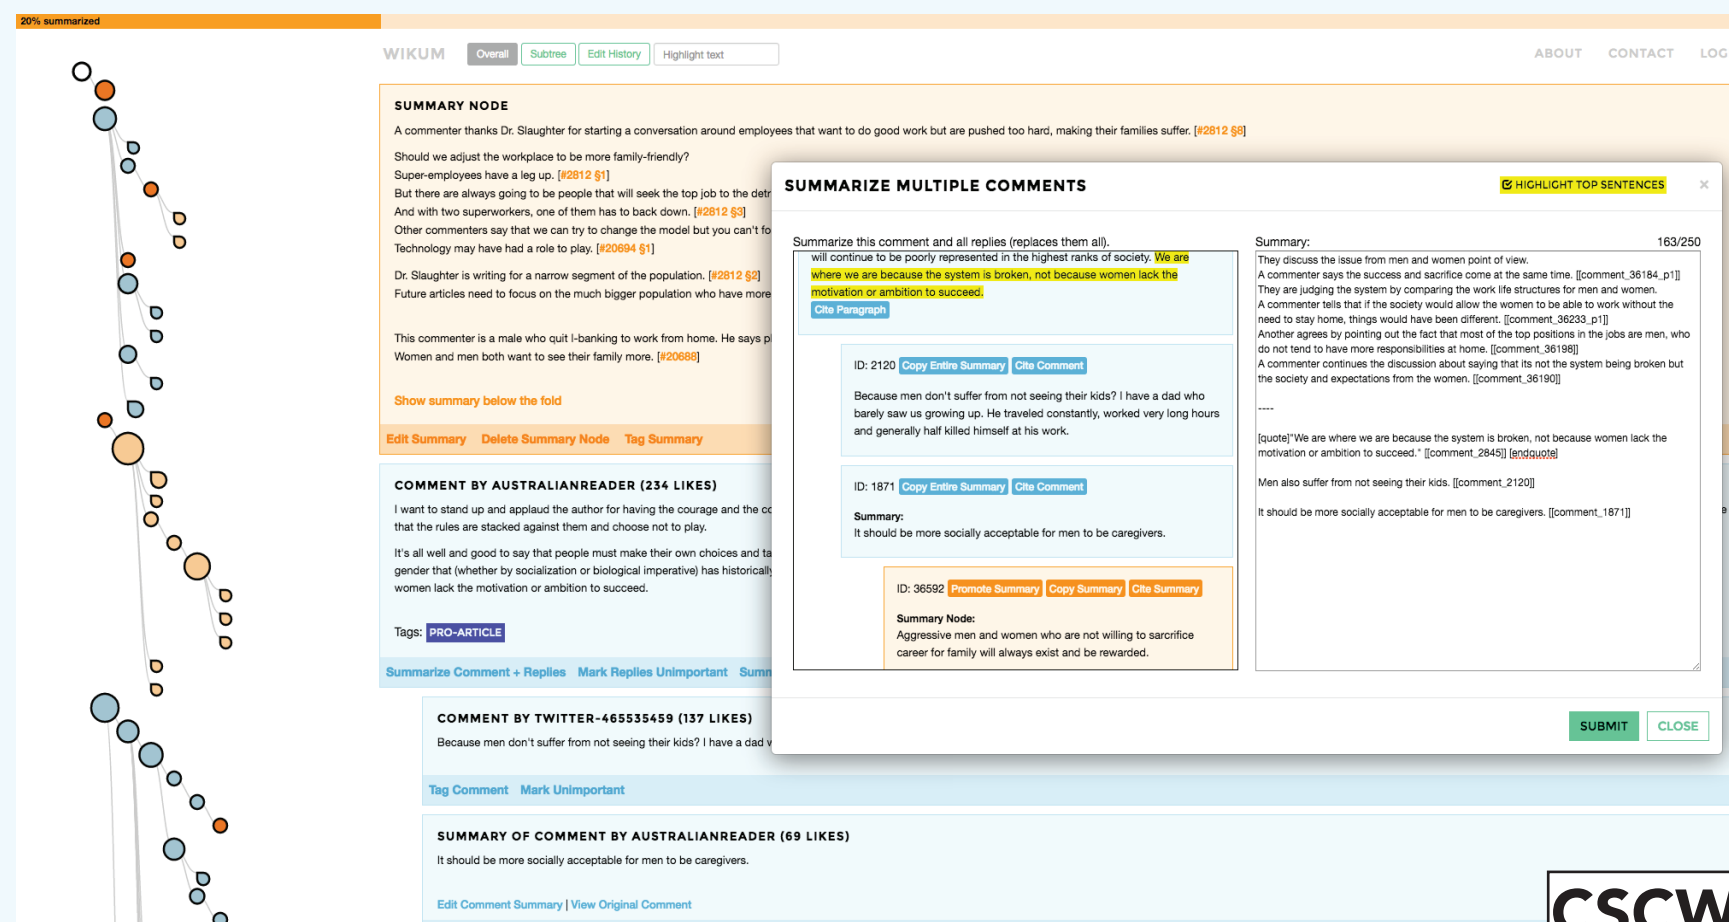 20% summarized
WIKUM
Overall
Subtree
Edit History
Highlight text
ABOUT
CONTACT
LOG
SUMMARY NODE
A commenter thanks Dr. Slaughter for starting a conversation around employees that want to do good work but are pushed too hard, making their families suffer. [#2812 §8]
Should we adjust the workplace to be more family-friendly?
Super-employees have a leg up. [#2812 §1]
But there are always going to be people that will seek the top job to the detr
And with two superworkers, one of them has to back down. [#2812 §3]
Other commenters say that we can try to change the model but you can't fo
Technology may have had a role to play. [#20694 §1]
Dr. Slaughter is writing for a narrow segment of the population. [#2812 §2]
Future articles need to focus on the much bigger population who have more
This commenter is a male who quit I-banking to work from home. He says pl
Women and men both want to see their family more. [#20688]
Show summary below the fold
Edit Summary Delete Summary Node Tag Summary
COMMENT BY AUSTRALIANREADER (234 LIKES)
I want to stand up and applaud the author for having the courage and the co
that the rules are stacked against them and choose not to play.
It's all well and good to say that people must make their own choices and ta
gender that (whether by socialization or biological imperative) has historically
women lack the motivation or ambition to succeed.
Tags: PRO-ARTICLE
Summarize Comment + Replies Mark Replies Unimportant Summ
COMMENT BY TWITTER-465535459 (137 LIKES)
Because men don't suffer from not seeing their kids? I have a dad v
Tag Comment Mark Unimportant
SUMMARY OF COMMENT BY AUSTRALIANREADER (69 LIKES)
It should be more socially acceptable for men to be caregivers.
Edit Comment Summary | View Original Comment
SUMMARIZE MULTIPLE COMMENTS
HIGHLIGHT TOP SENTENCES
×
Summarize this comment and all replies (replaces them all).
will continue to be poorly represented in the highest ranks of society. We are
where we are because the system is broken, not because women lack the
motivation or ambition to succeed.
Cite Paragraph
ID: 2120 Copy Entire Summary Cite Comment
Because men don't suffer from not seeing their kids? I have a dad who
barely saw us growing up. He traveled constantly, worked very long hours
and generally half killed himself at his work.
ID: 1871 Copy Entire Summary Cite Comment
Summary:
It should be more socially acceptable for men to be caregivers.
ID: 36592 Promote Summary Copy Summary Cite Summary
Summary Node:
Aggressive men and women who are not willing to sarcrifice
career for family will always exist and be rewarded.
Summary: 163/250
They discuss the issue from men and women point of view.
A commenter says the success and sacrifice come at the same time. [[comment_36184_p1]]
They are judging the system by comparing the work life structures for men and women.
A commenter tells that if the society would allow the women to be able to work without the
need to stay home, things would have been different. [[comment_36233_p1]]
Another agrees by pointing out the fact that most of the top positions in the jobs are men, who
do not tend to have more responsibilities at home. [[comment_36198]]
A commenter continues the discussion about saying that its not the system being broken but
the society and expectations from the women. [[comment_36190]]
----
[quote]"We are where we are because the system is broken, not because women lack the
motivation or ambition to succeed." [[comment_2845]] [endquote]
Men also suffer from not seeing their kids. [[comment_2120]]
It should be more socially acceptable for men to be caregivers. [[comment_1871]]
SUBMIT
CLOSE
CSCW